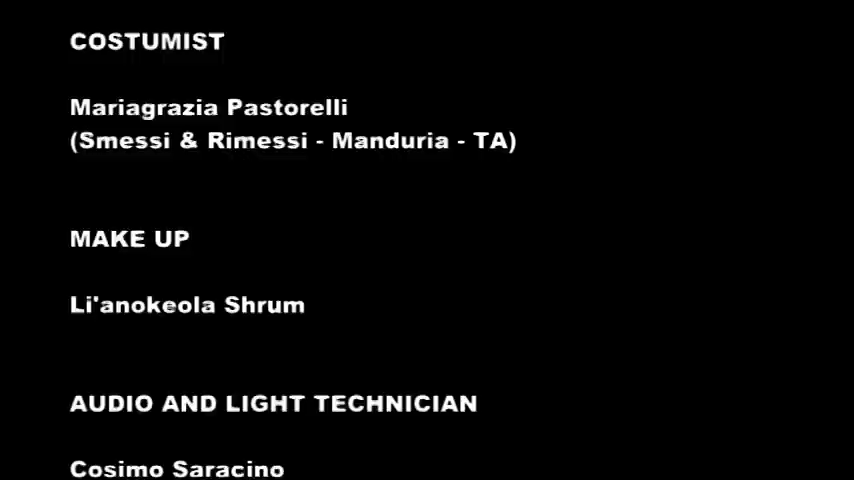 COSTUMIST
Mariagrazia Pastorelli
(Smessi & Rimessi - Manduria - TA)
MAKE UP
Li'anokeola Shrum
AUDIO AND LIGHT TECHNICIAN
Cosimo Saracino